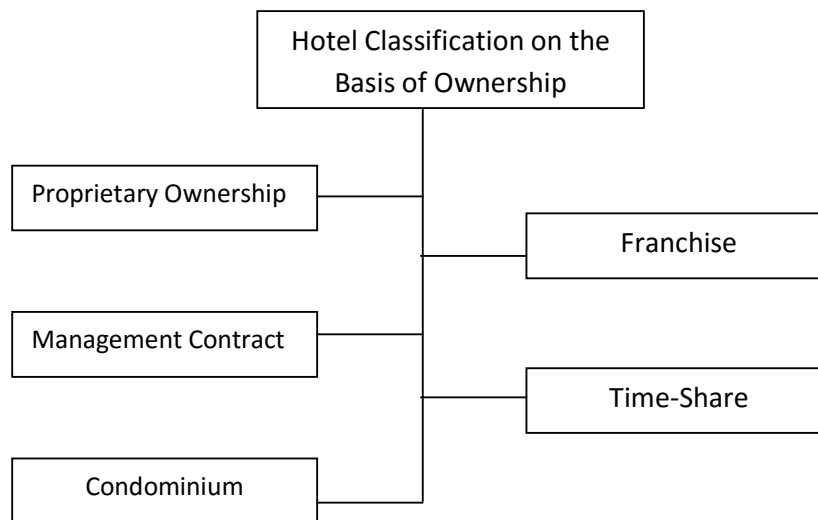 Hotel Classification on the
Basis of Ownership
Proprietary Ownership
Franchise
Management Contract
Time-Share
Condominium